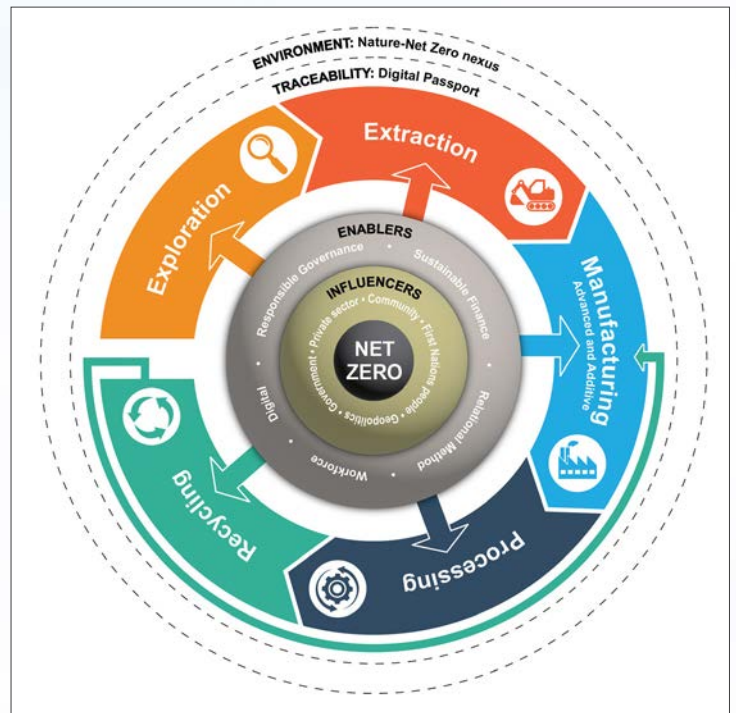 ENVIRONMENT: Nature-Net Zero nexus
TRACEABILITY: Digital Passport
Exploration
Extraction
Manufacturing
Advanced and Additive
Processing
Recycling
ENABLERS
Responsible Governance • Sustainable Finance • Relational Method • Workforce • Digital •
INFLUENCERS
Private sector • Community • First Nations people • Geopolitics • Government •
NET
ZERO